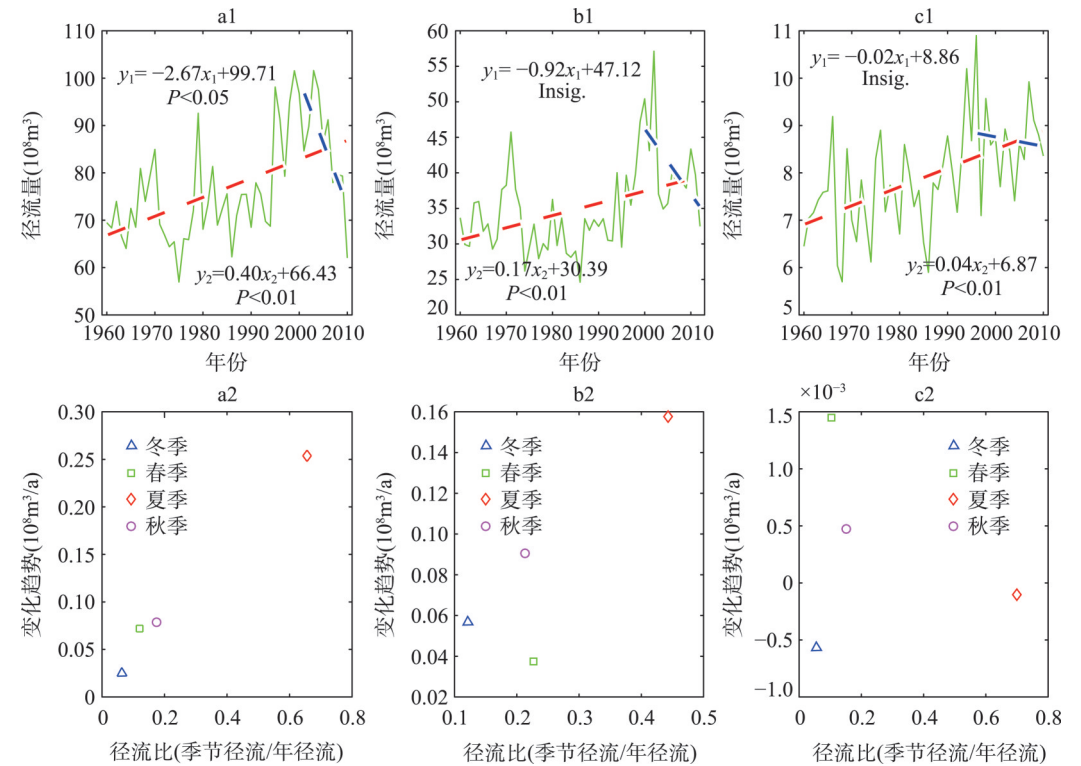 a1
径流量(10⁸m³)
110
100
90
80
70
60
50
y₁= −2.67x₁+99.71
P<0.05
y₂=0.40x₂+66.43
P<0.01
1960 1970 1980 1990 2000 2010
年份
b1
径流量(10⁸m³)
60
55
50
45
40
35
30
25
20
y₁= −0.92x₁+47.12
Insig.
y₂=0.17x₂+30.39
P<0.01
1960 1970 1980 1990 2000 2010
年份
c1
径流量(10⁸m³)
11
10
9
8
7
6
5
y₁= −0.02x₁+8.86
Insig.
y₂=0.04x₂+6.87
P<0.01
1960 1970 1980 1990 2000 2010
年份
a2
变化趋势(10⁸m³/a)
0.30
0.25
0.20
0.15
0.10
0.05
0
冬季
春季
夏季
秋季
0 0.2 0.4 0.6 0.8
径流比(季节径流/年径流)
b2
变化趋势(10⁸m³/a)
0.16
0.14
0.12
0.10
0.08
0.06
0.04
0.02
冬季
春季
夏季
秋季
0.1 0.2 0.3 0.4 0.5
径流比(季节径流/年径流)
×10⁻³
c2
变化趋势(10⁸m³/a)
1.5
1.0
0.5
0
−0.5
−1.0
冬季
春季
夏季
秋季
0 0.2 0.4 0.6 0.8
径流比(季节径流/年径流)